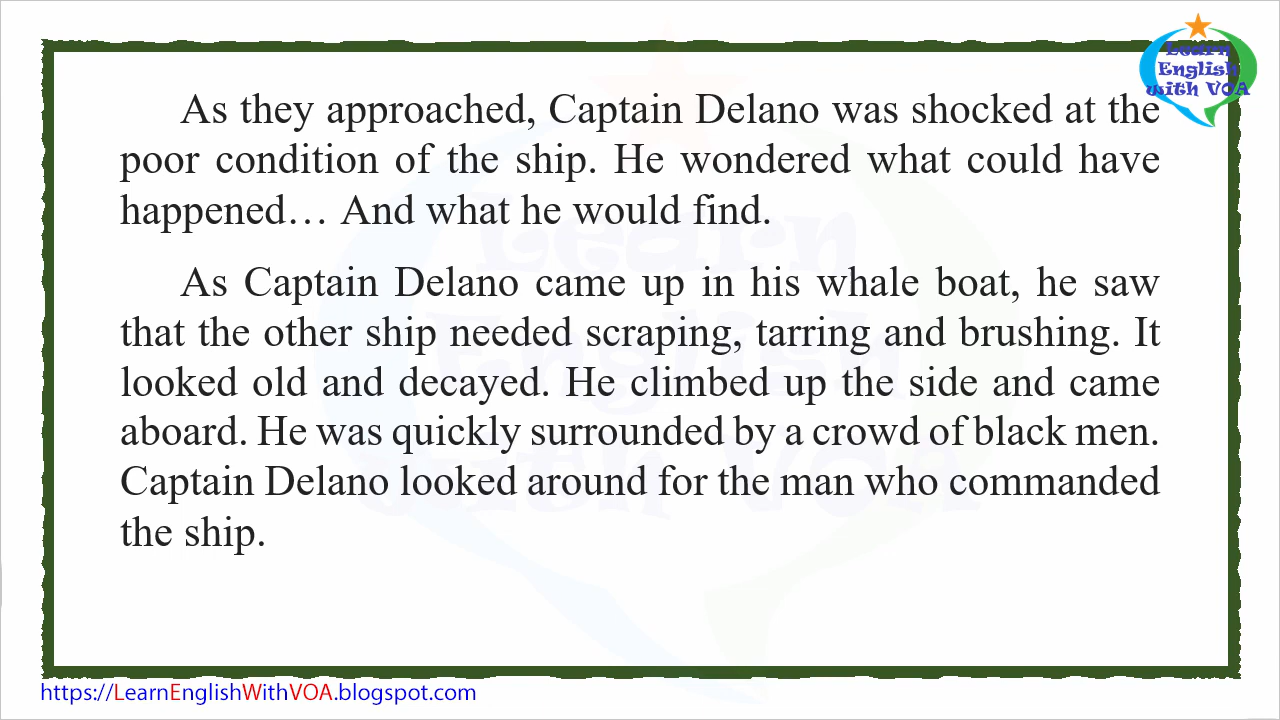 Learn
English
with VOA
As they approached, Captain Delano was shocked at the
poor condition of the ship. He wondered what could have
happened… And what he would find.
As Captain Delano came up in his whale boat, he saw
that the other ship needed scraping, tarring and brushing. It
looked old and decayed. He climbed up the side and came
aboard. He was quickly surrounded by a crowd of black men.
Captain Delano looked around for the man who commanded
the ship.
Learn
English
with VOA
https://LearnEnglishWithVOA.blogspot.com